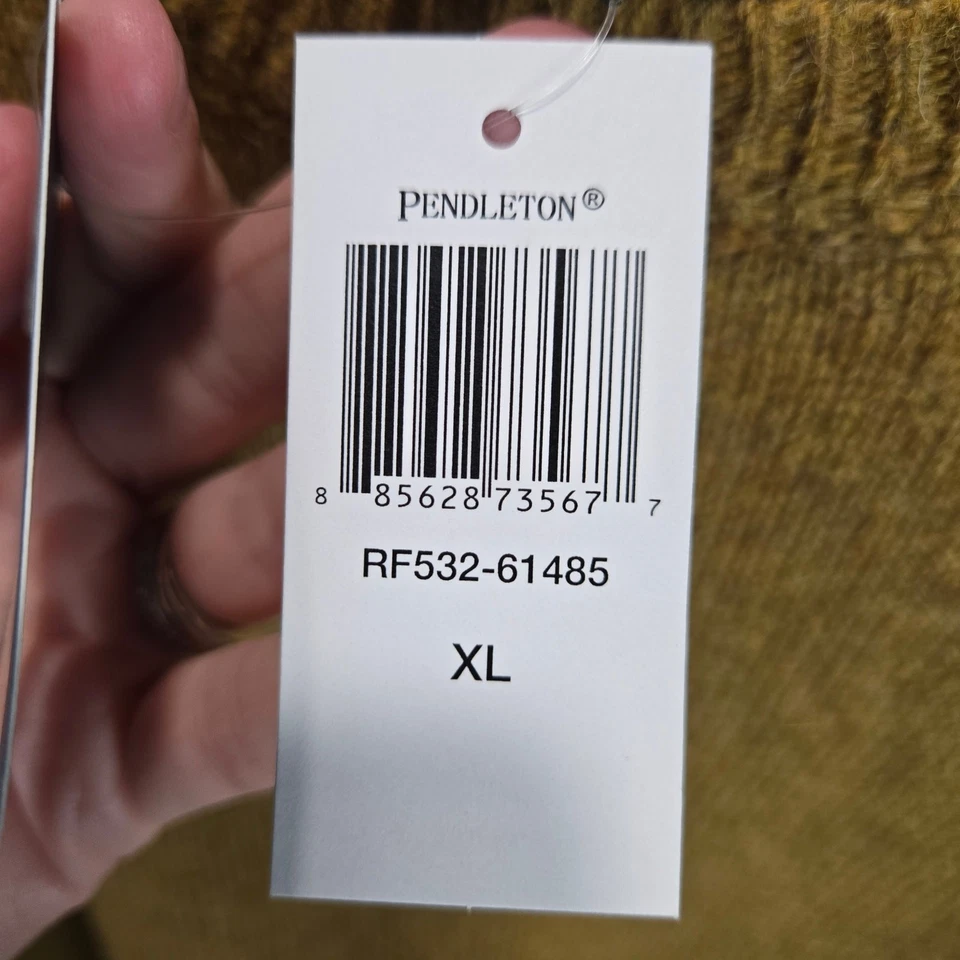 PENDLETON®
8 85628 73567 7
RF532-61485
XL